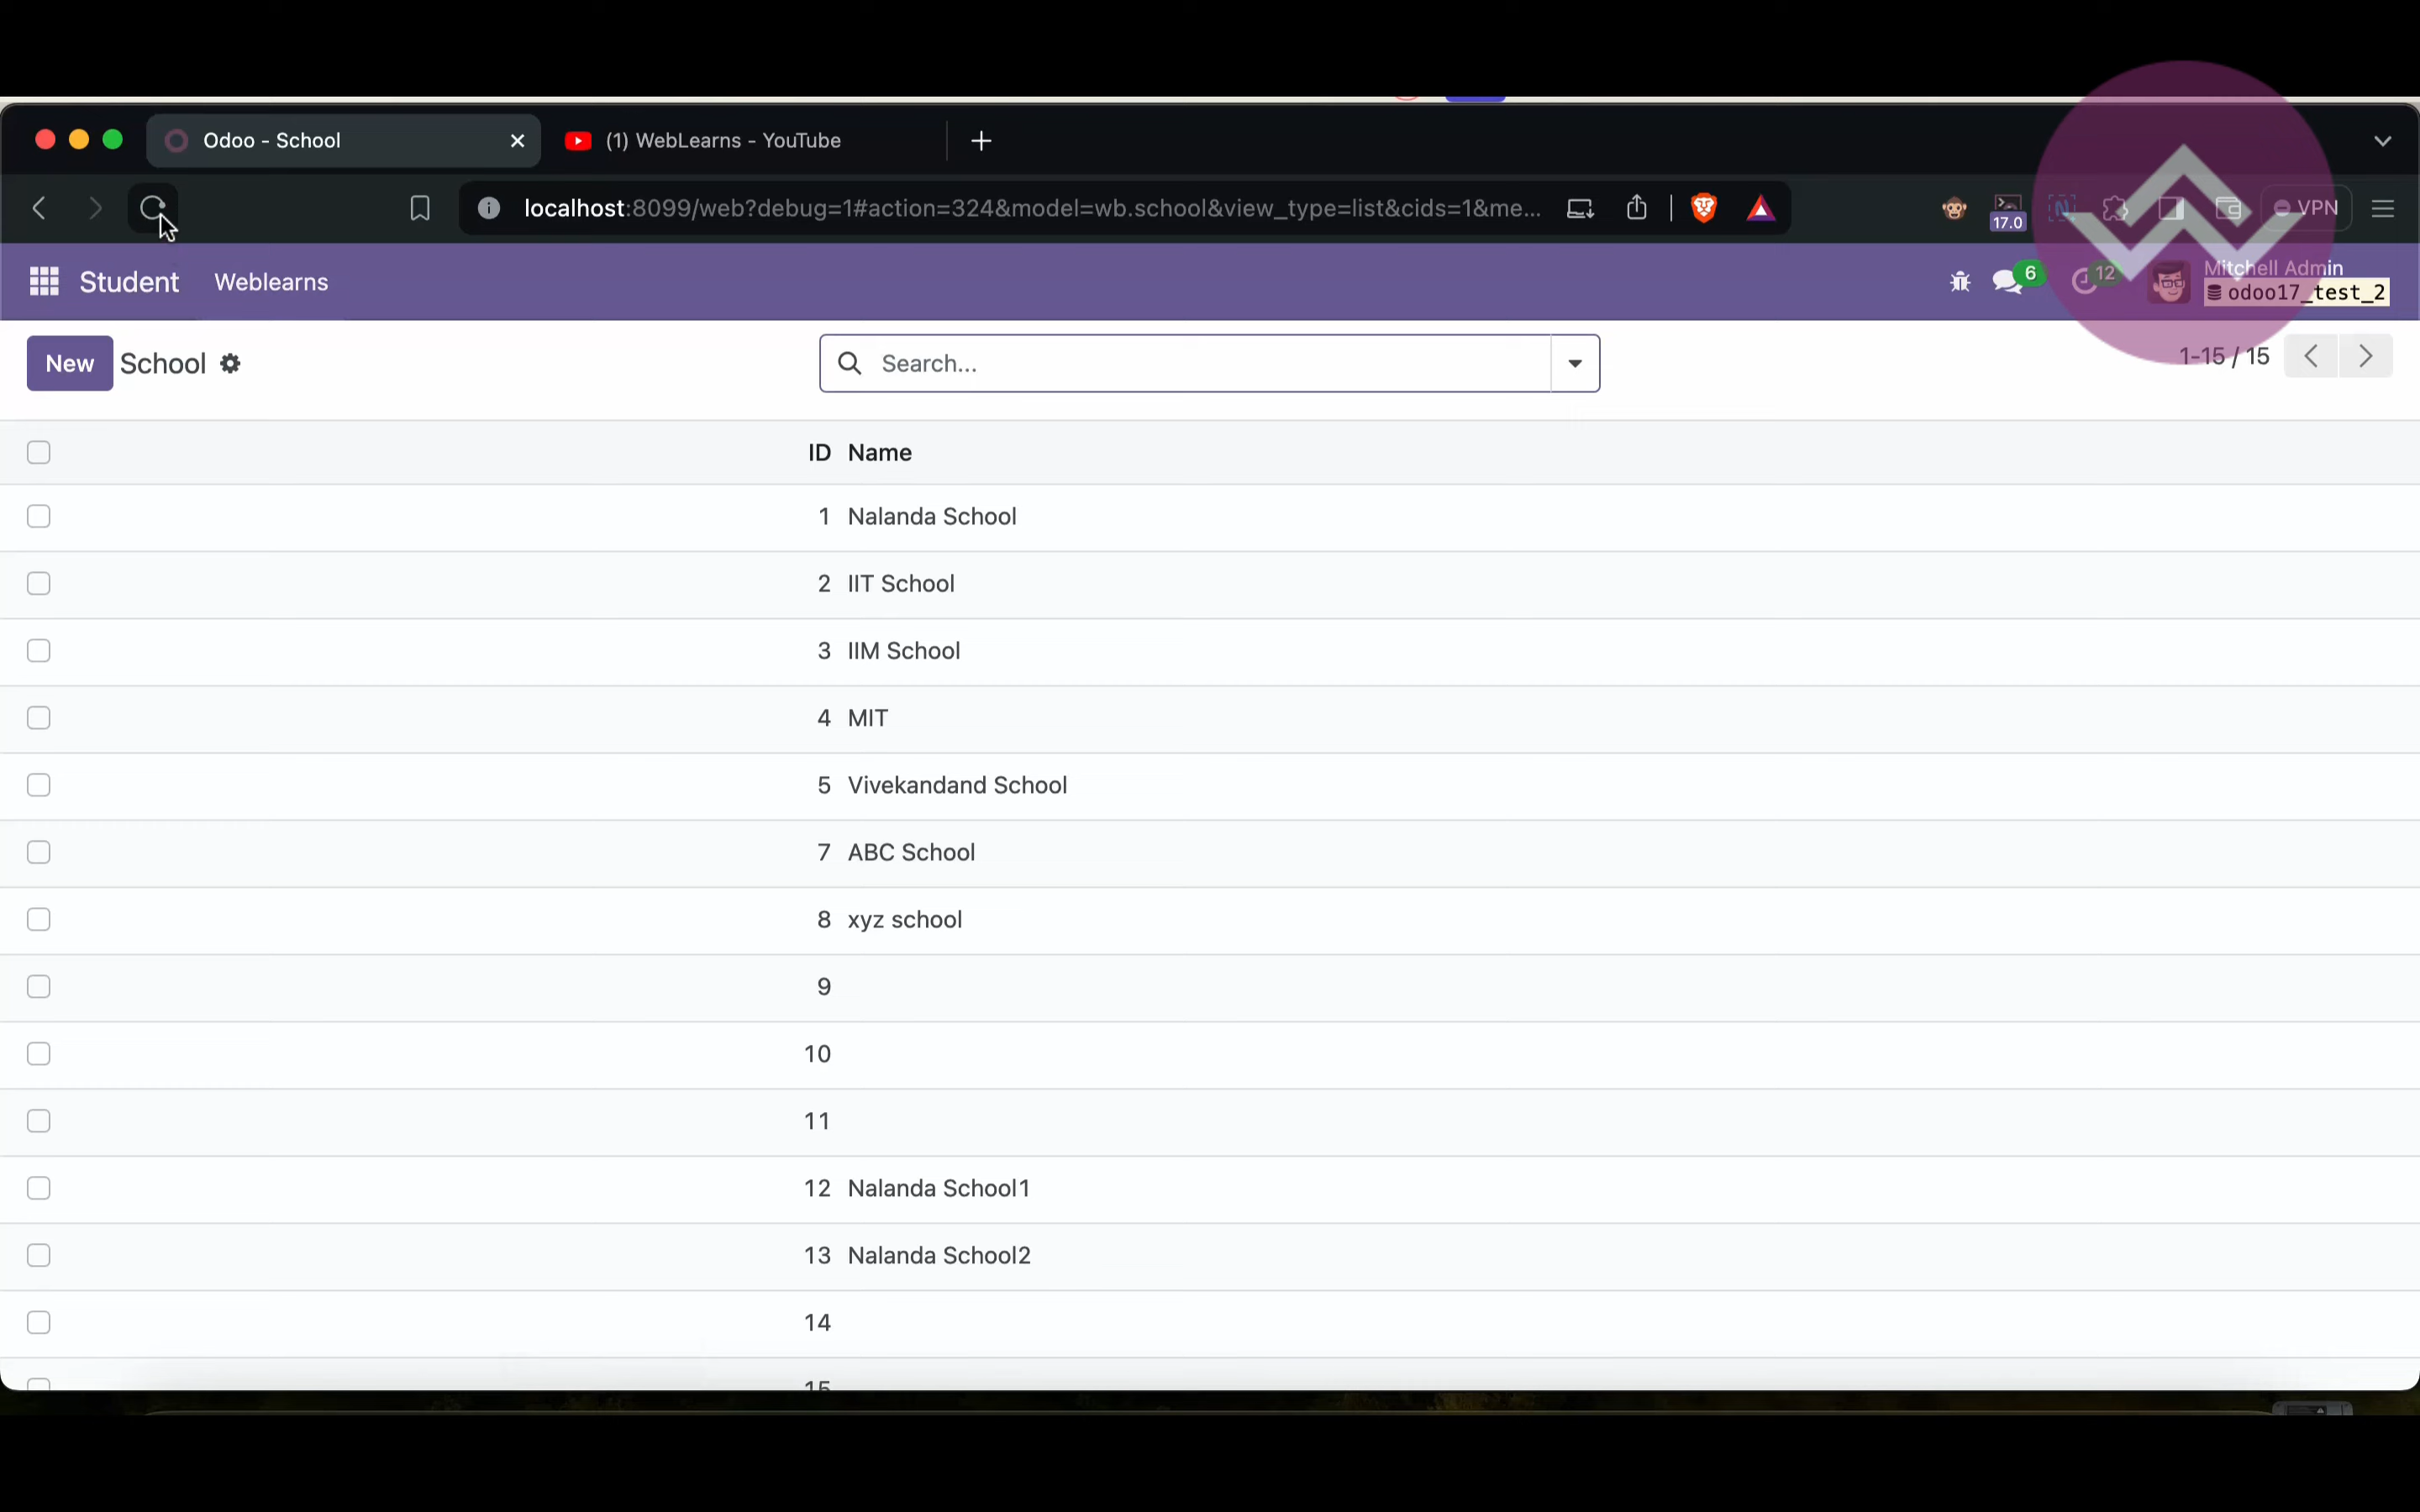 Odoo - School
(1) WebLearns - YouTube
localhost:8099/web?debug=1#action=324&model=wb.school&view_type=list&cids=1&me...
17.0
VPN
Student
Weblearns
6
12
Mitchell Admin
odoo17_test_2
New
School
Search...
1-15 / 15
ID Name
1 Nalanda School
2 IIT School
3 IIM School
4 MIT
5 Vivekandand School
7 ABC School
8 xyz school
9
10
11
12 Nalanda School1
13 Nalanda School2
14
15